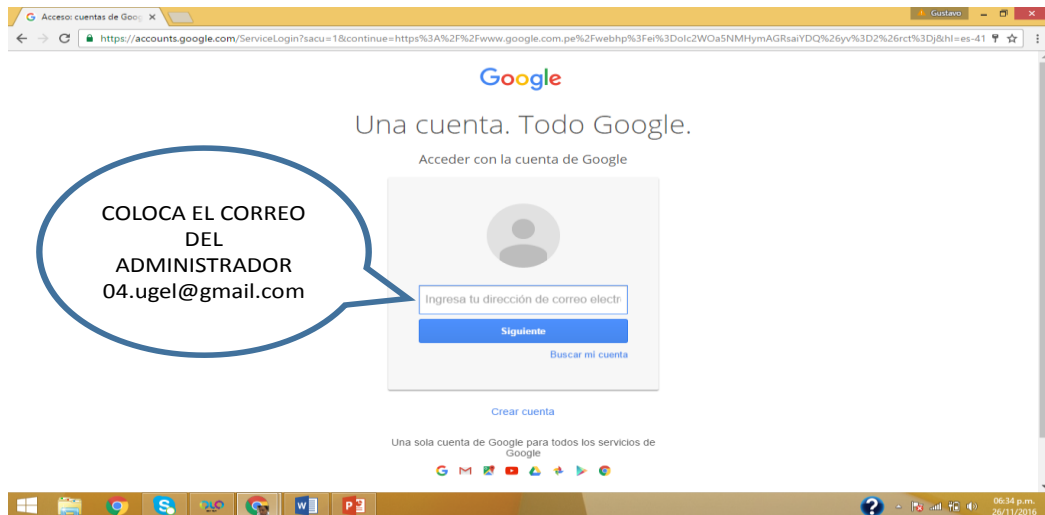 Acceso: cuentas de Goog
Gustavo
https://accounts.google.com/ServiceLogin?sacu=1&continue=https%3A%2F%2Fwww.google.com.pe%2Fwebhp%3Fei%3Dolc2WOa5NMHymAGRsaiYDQ%26yv%3D2%26rct%3Dj&hl=es-41
Google
Una cuenta. Todo Google.
Acceder con la cuenta de Google
COLOCA EL CORREO
DEL
ADMINISTRADOR
04.ugel@gmail.com
Ingresa tu dirección de correo electr
Siguiente
Buscar mi cuenta
Crear cuenta
Una sola cuenta de Google para todos los servicios de
Google
06:34 p.m.
26/11/2016